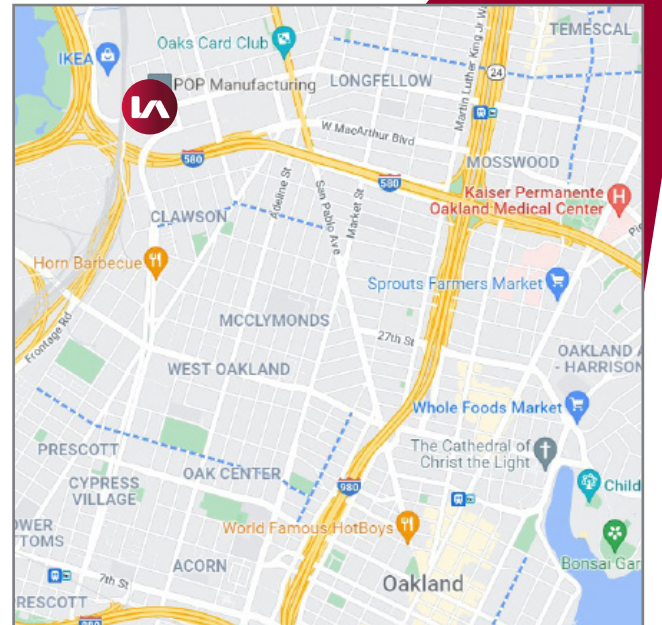 TEMESCAL
Oaks Card Club
IKEA
POP Manufacturing
LONGFELLOW
24
Martin Luther King Jr W
W MacArthur Blvd
580
MOSSWOOD
580
Kaiser Permanente
Oakland Medical Center
H
Adeline St
San Pablo Ave
Market St
CLAWSON
Horn Barbecue
Sprouts Farmers Market
MCCLYMONDS
27th St
Frontage Rd
WEST OAKLAND
OAKLAND A
- HARRISON
Whole Foods Market
The Cathedral of
Christ the Light
PRESCOTT
OAK CENTER
CYPRESS
VILLAGE
980
Child
World Famous HotBoys
OWER
TTOMS
ACORN
Bonsai Gar
7th St
Oakland
RESCOTT